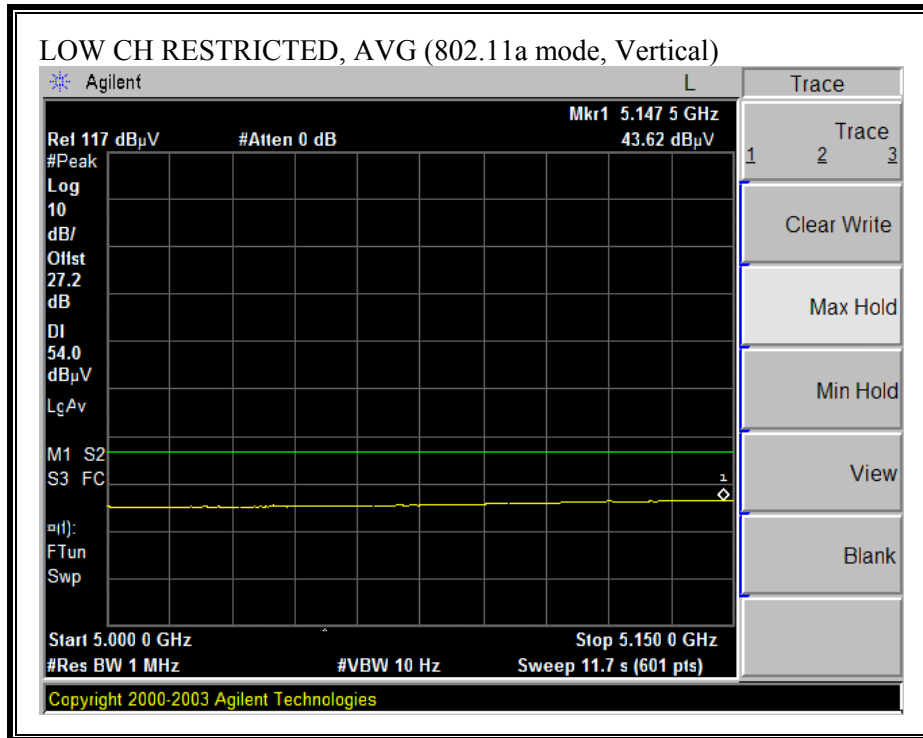 LOW CH RESTRICTED, AVG (802.11a mode, Vertical)
Agilent L Trace
Mkr1 5.147 5 GHz
Ref 117 dBµV #Atten 0 dB 43.62 dBµV
#Peak
Log
10
dB/
Offst
27.2
dB
DI
54.0
dBµV
LgAv
M1 S2
S3 FC
1
¤(f):
FTun
Swp
Start 5.000 0 GHz Stop 5.150 0 GHz
#Res BW 1 MHz #VBW 10 Hz Sweep 11.7 s (601 pts)
Copyright 2000-2003 Agilent Technologies
Trace
1 2 3
Clear Write
Max Hold
Min Hold
View
Blank